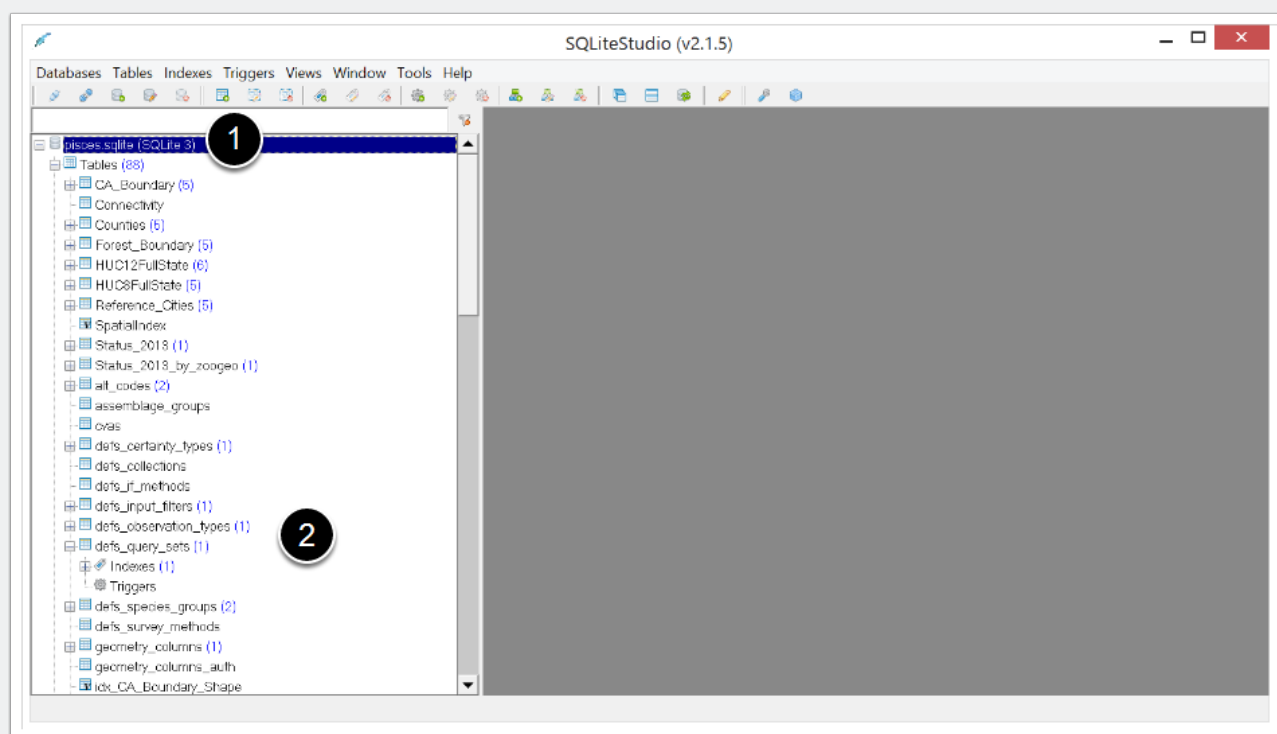 SQLiteStudio (v2.1.5)
Databases Tables Indexes Triggers Views Window Tools Help
pisces.sqlite (SQLite 3)
1
Tables (88)
CA_Boundary (5)
Connectivity
Counties (5)
Forest_Boundary (5)
HUC12FullState (6)
HUC8FullState (5)
Reference_Cities (5)
SpatialIndex
Status_2013 (1)
Status_2013_by_zoogeo (1)
alt_codes (2)
assemblage_groups
cvas
defs_certainty_types (1)
defs_collections
defs_if_methods
defs_input_filters (1)
defs_observation_types (1)
2
defs_query_sets (1)
Indexes (1)
Triggers
defs_species_groups (2)
defs_survey_methods
geometry_columns (1)
geometry_columns_auth
idx_CA_Boundary_Shape